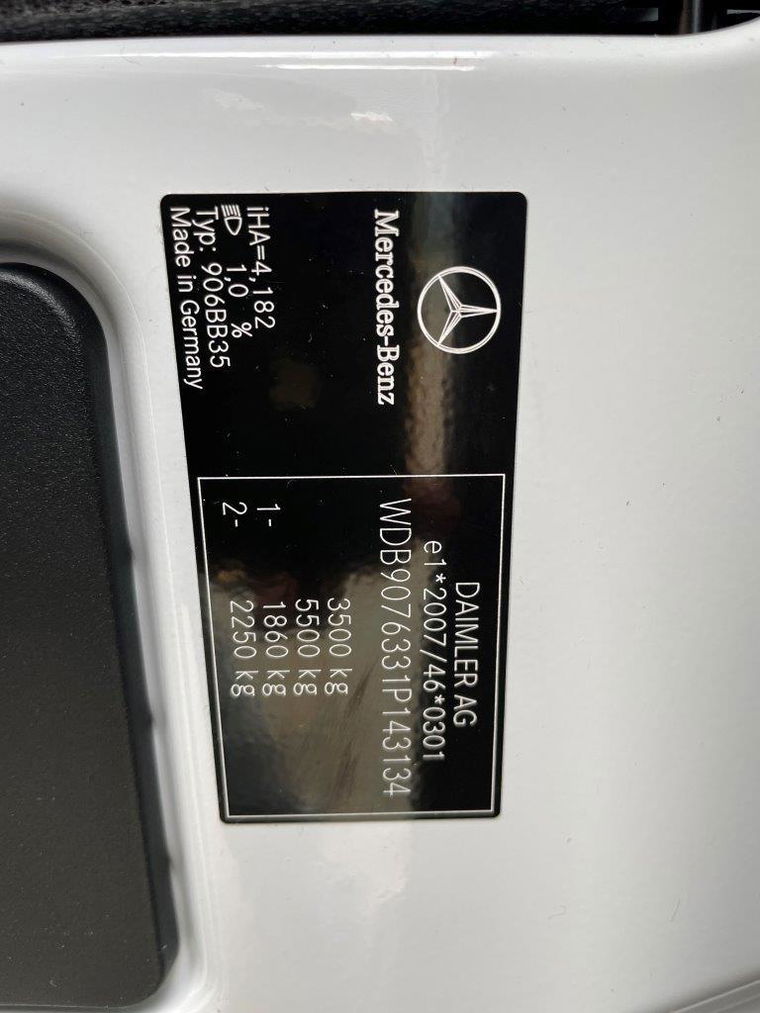 Mercedes-Benz
iHA=4,182
1,0 %
Typ: 906BB35
Made in Germany
DAIMLER AG
e1*2007/46*0301
WDB9076331P143134
3500 kg
5500 kg
1- 1860 kg
2- 2250 kg